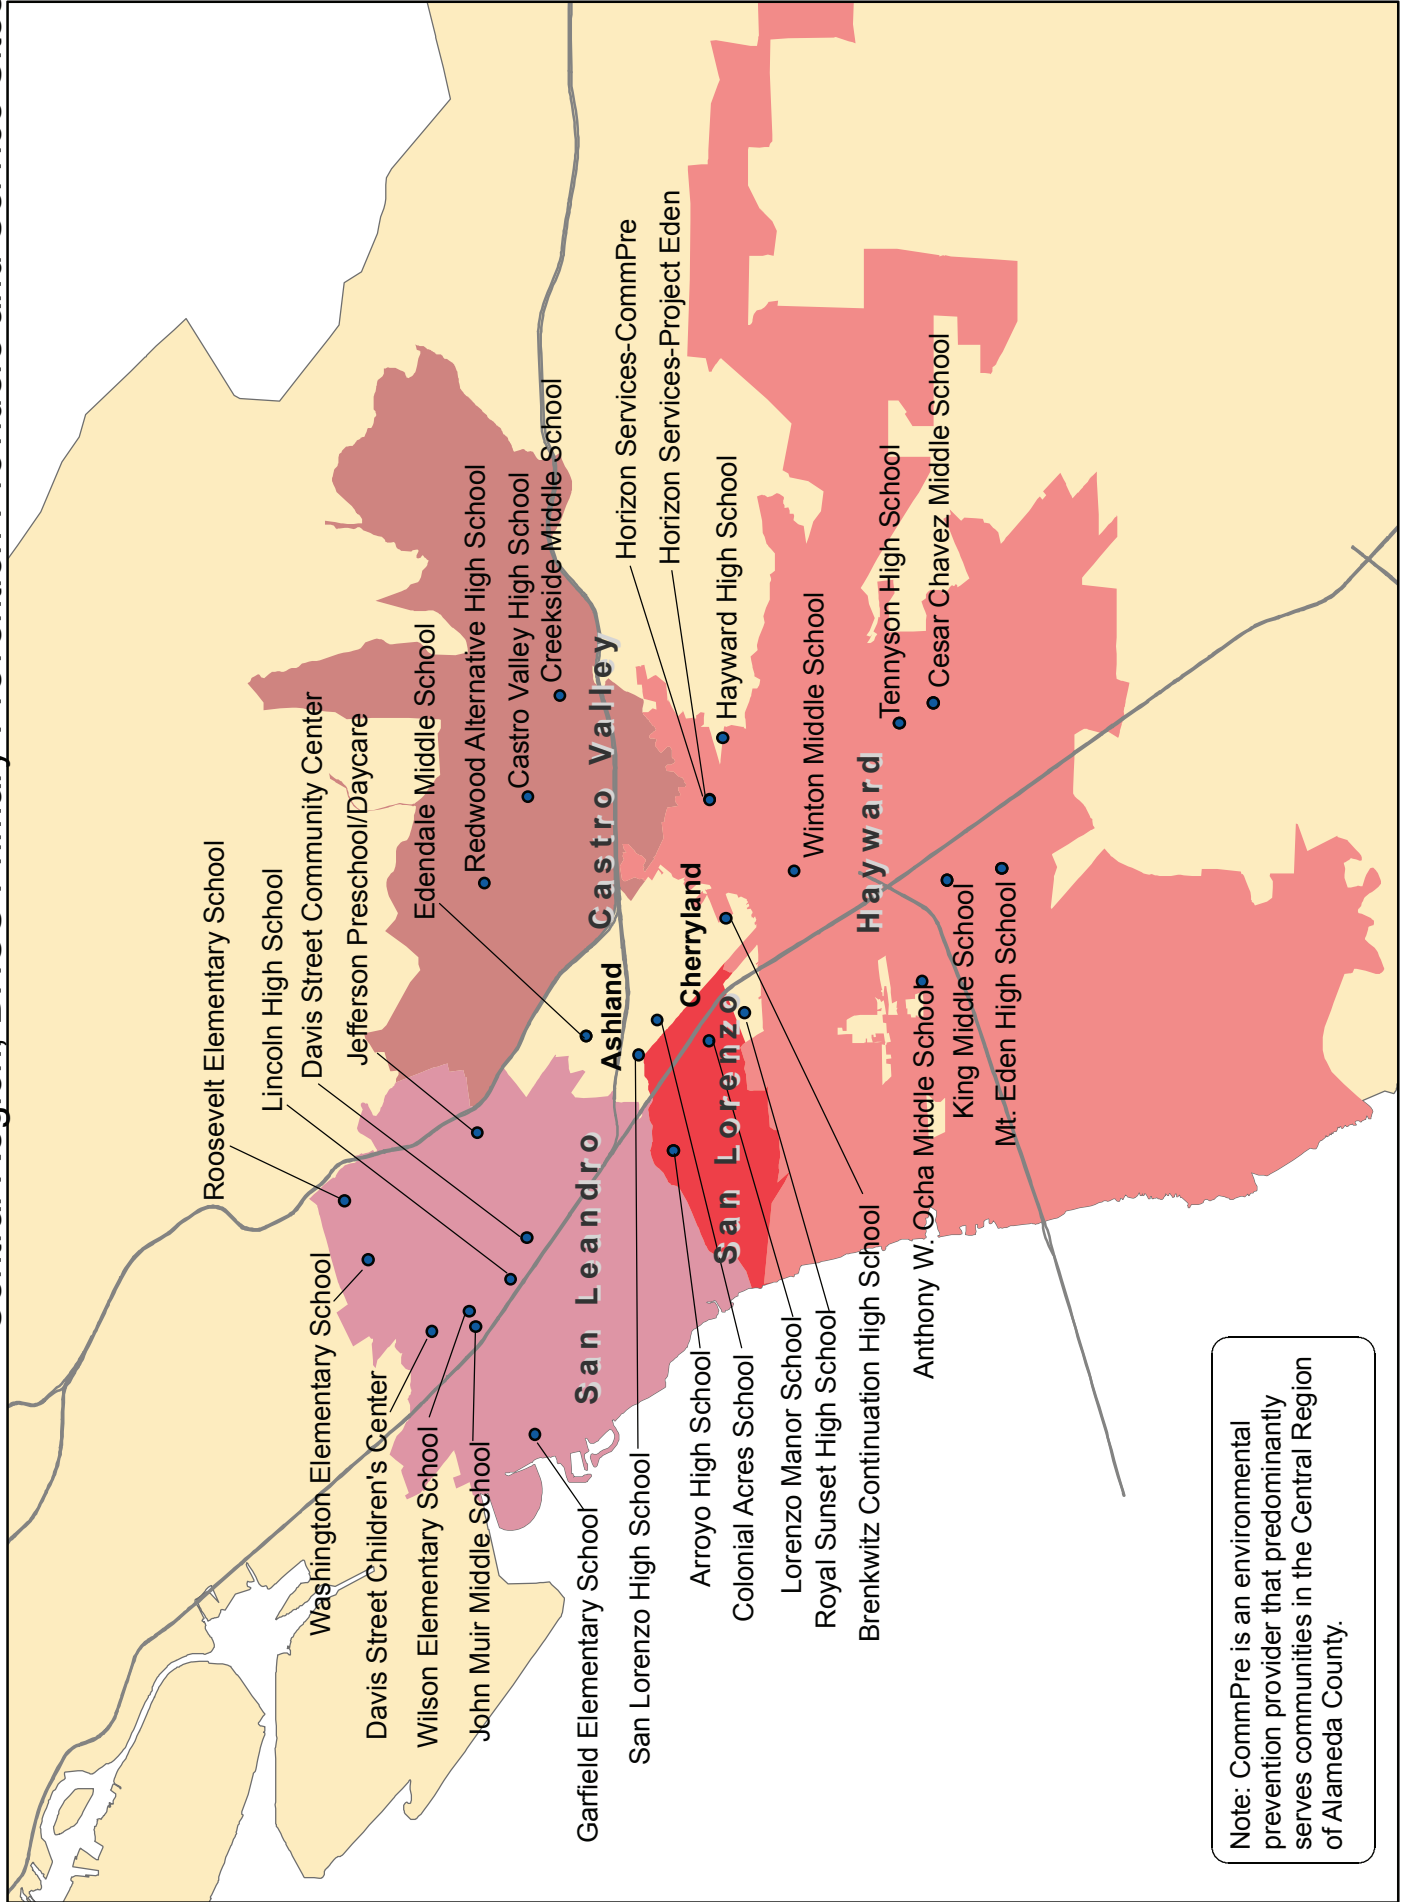 Roosevelt Elementary School
Lincoln High School
Davis Street Community Center
Washington Elementary School
Jefferson Preschool/Daycare
Davis Street Children's Center
Edendale Middle School
Wilson Elementary School
Redwood Alternative High School
John Muir Middle School
Castro Valley High School
Creekside Middle School
Garfield Elementary School
San Leandro
Castro Valley
Ashland
Horizon Services-CommPre
San Lorenzo High School
Horizon Services-Project Eden
Cherryland
Arroyo High School
San Lorenzo
Hayward High School
Colonial Acres School
Lorenzo Manor School
Winton Middle School
Royal Sunset High School
Brenkwitz Continuation High School
Hayward
Tennyson High School
Anthony W. Ocha Middle School
Cesar Chavez Middle School
King Middle School
Mt. Eden High School
Note: CommPre is an environmental
prevention provider that predominantly
serves communities in the Central Region
of Alameda County.